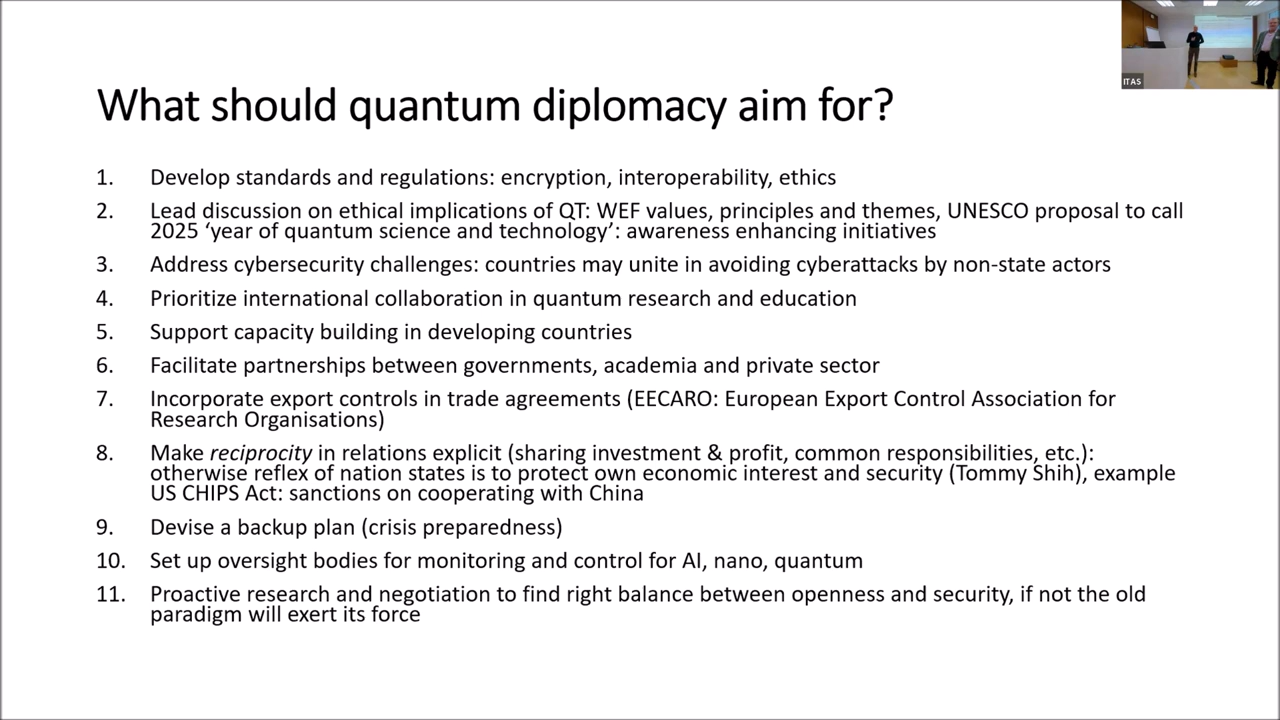 What should quantum diplomacy aim for?
1. Develop standards and regulations: encryption, interoperability, ethics
2. Lead discussion on ethical implications of QT: WEF values, principles and themes, UNESCO proposal to call
2025 ‘year of quantum science and technology’: awareness enhancing initiatives
3. Address cybersecurity challenges: countries may unite in avoiding cyberattacks by non-state actors
4. Prioritize international collaboration in quantum research and education
5. Support capacity building in developing countries
6. Facilitate partnerships between governments, academia and private sector
7. Incorporate export controls in trade agreements (EECARO: European Export Control Association for
Research Organisations)
8. Make reciprocity in relations explicit (sharing investment & profit, common responsibilities, etc.):
otherwise reflex of nation states is to protect own economic interest and security (Tommy Shih), example
US CHIPS Act: sanctions on cooperating with China
9. Devise a backup plan (crisis preparedness)
10. Set up oversight bodies for monitoring and control for AI, nano, quantum
11. Proactive research and negotiation to find right balance between openness and security, if not the old
paradigm will exert its force
ITAS